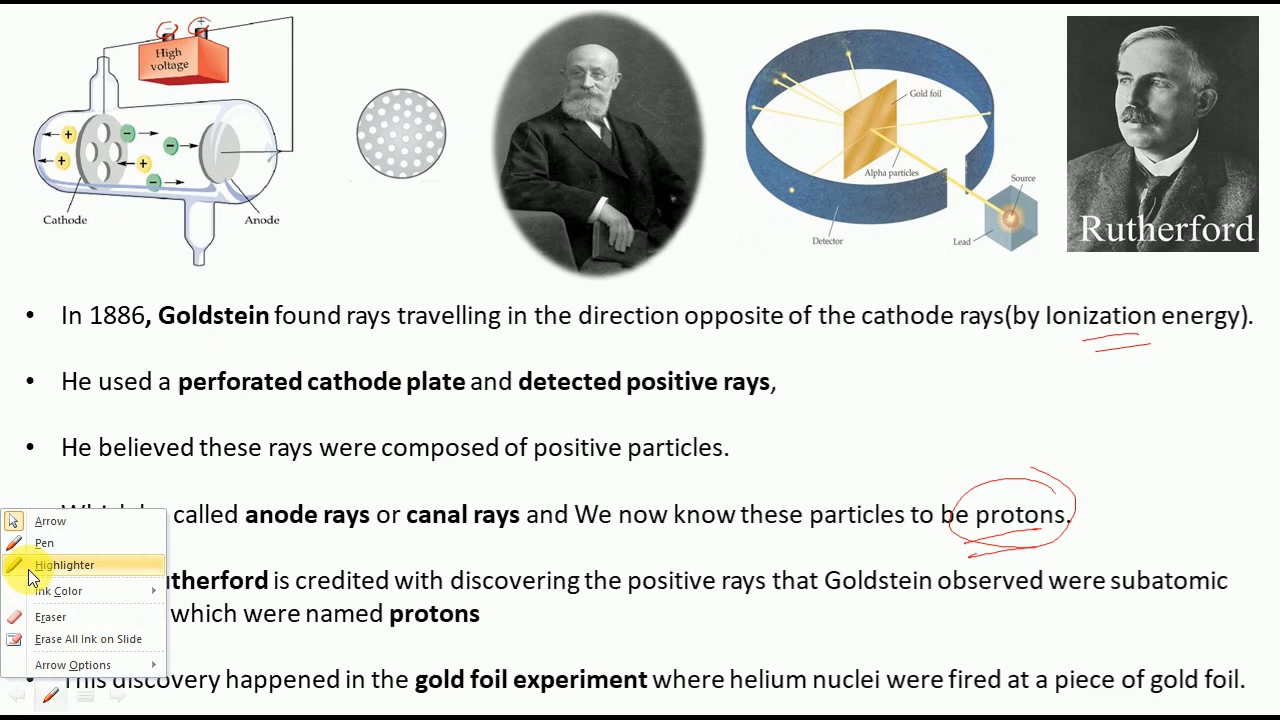 High
voltage
- +
+ - - +
+ + -
Cathode
Anode
Gold foil
Alpha particles
Source
Detector
Lead
Rutherford
• In 1886, Goldstein found rays travelling in the direction opposite of the cathode rays(by Ionization energy).
• He used a perforated cathode plate and detected positive rays,
• He believed these rays were composed of positive particles.
called anode rays or canal rays and We now know these particles to be protons.
utherford is credited with discovering the positive rays that Goldstein observed were subatomic
which were named protons
• This discovery happened in the gold foil experiment where helium nuclei were fired at a piece of gold foil.
Arrow
Pen
Highlighter
Ink Color
Eraser
Erase All Ink on Slide
Arrow Options